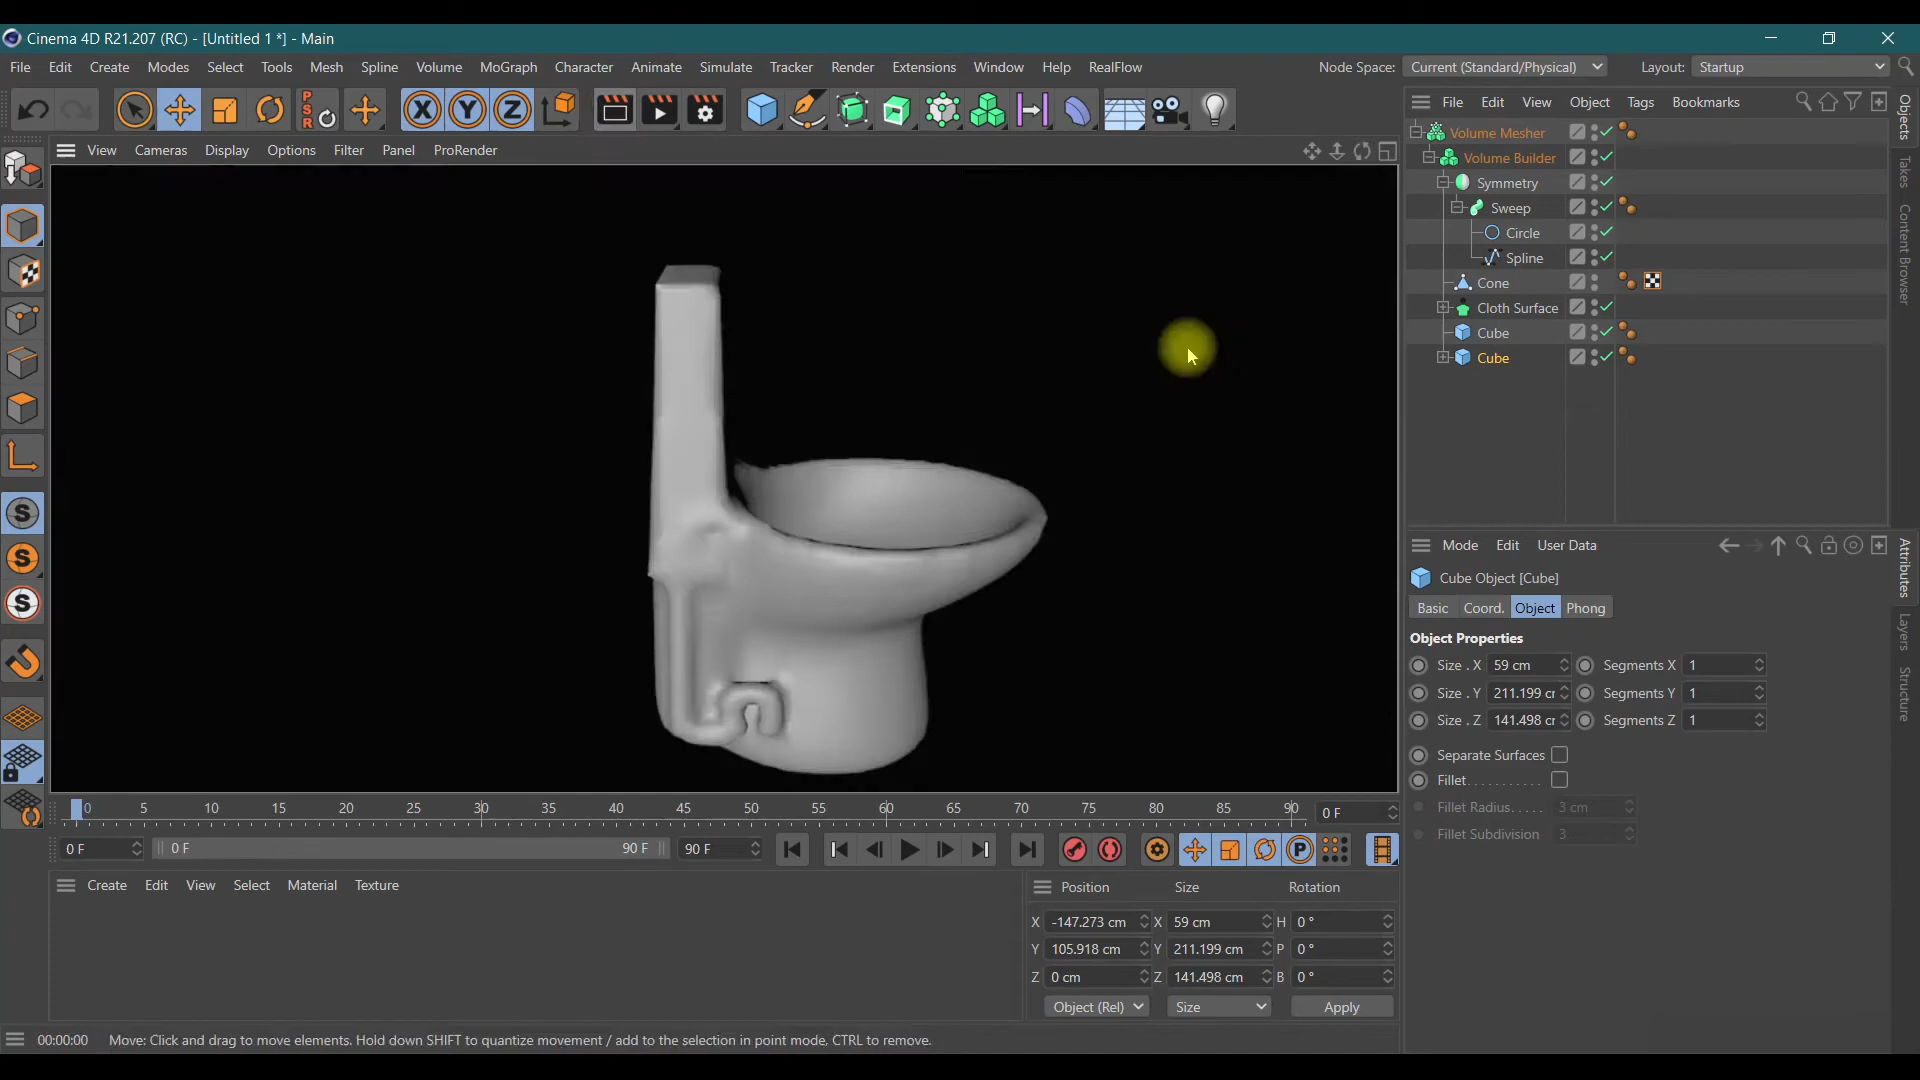 Cinema 4D R21.207 (RC) - [Untitled 1 *] - Main
File Edit Create Modes Select Tools Mesh Spline Volume MoGraph Character Animate Simulate Tracker Render Extensions Window Help RealFlow Node Space: Current (Standard/Physical) Layout: Startup
PSR X Y Z
File Edit View Object Tags Bookmarks
View Cameras Display Options Filter Panel ProRender
Volume Mesher
Volume Builder
Symmetry
Sweep
Circle
Spline
Cone
Cloth Surface
Cube
Cube
Objects
Takes
Content Browser
S
S
S
Mode Edit User Data
Cube Object [Cube]
Basic Coord. Object Phong
Object Properties
Size . X 59 cm Segments X 1
Size . Y 211.199 cr Segments Y 1
Size . Z 141.498 cr Segments Z 1
Separate Surfaces
Fillet
Fillet Radius 3 cm
Fillet Subdivision 3
Attributes
Layers
Structure
0 5 10 15 20 25 30 35 40 45 50 55 60 65 70 75 80 85 90 0 F
0 F 0 F 90 F 90 F P
Create Edit View Select Material Texture
Position Size Rotation
X -147.273 cm X 59 cm H 0 °
Y 105.918 cm Y 211.199 cm P 0 °
Z 0 cm Z 141.498 cm B 0 °
Object (Rel) Size Apply
00:00:00 Move: Click and drag to move elements. Hold down SHIFT to quantize movement / add to the selection in point mode, CTRL to remove.